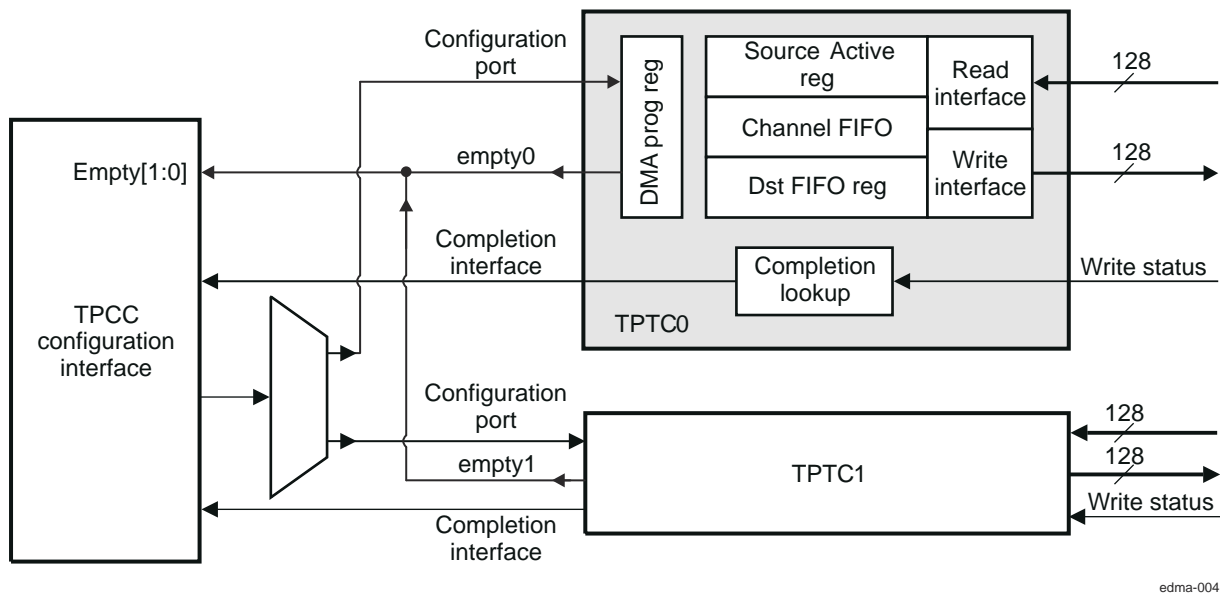 Configuration
port
DMA prog reg
Source Active
reg
Channel FIFO
Dst FIFO reg
Read
interface
Write
interface
128
128
Empty[1:0]
empty0
Completion
interface
Completion
lookup
Write status
TPTC0
TPCC
configuration
interface
Configuration
port
empty1
Completion
interface
TPTC1
128
128
Write status
edma-004